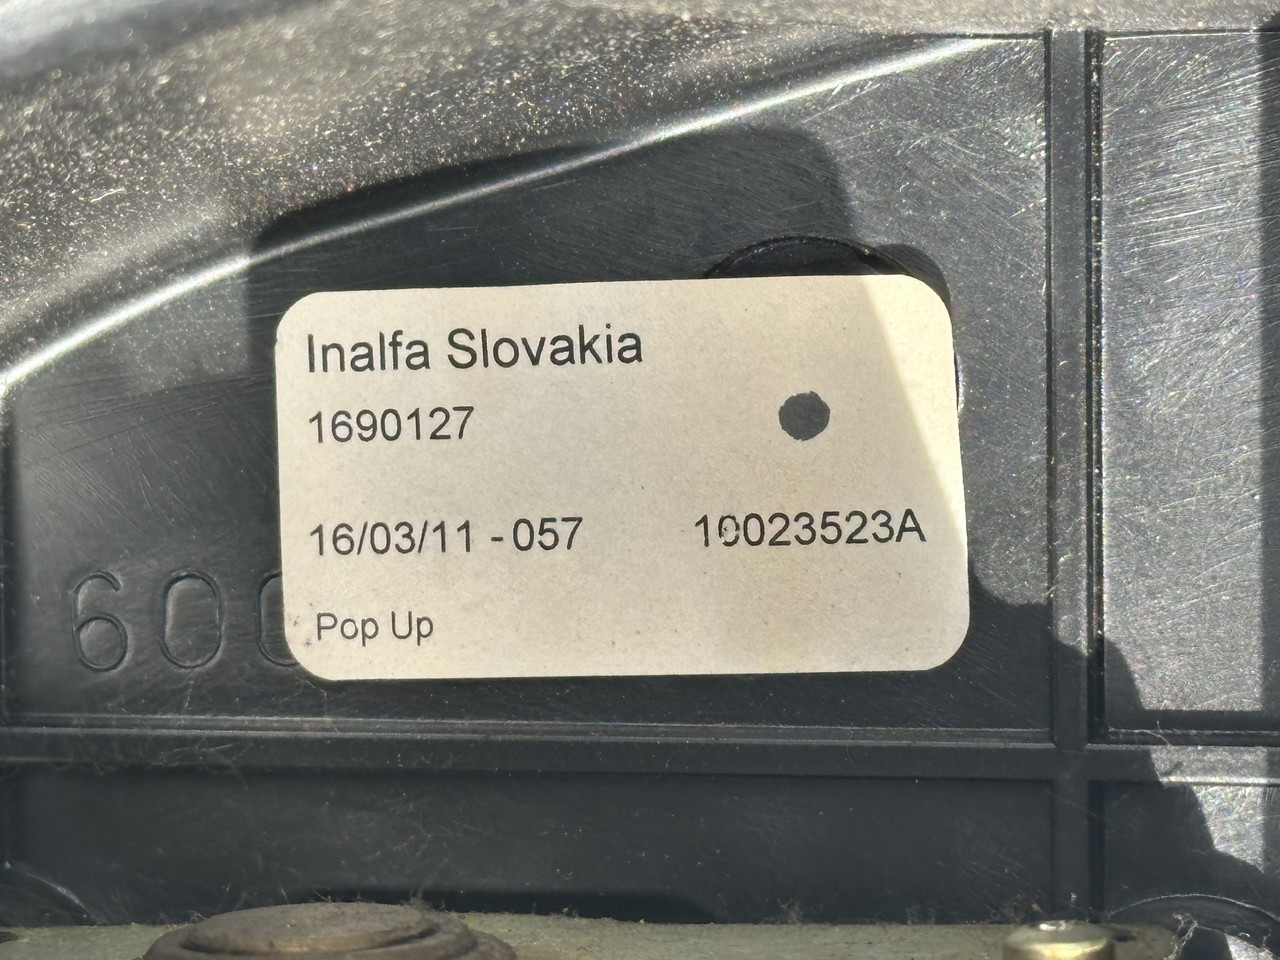 Inalfa Slovakia
1690127
16/03/11 - 057 10023523A
Pop Up
600